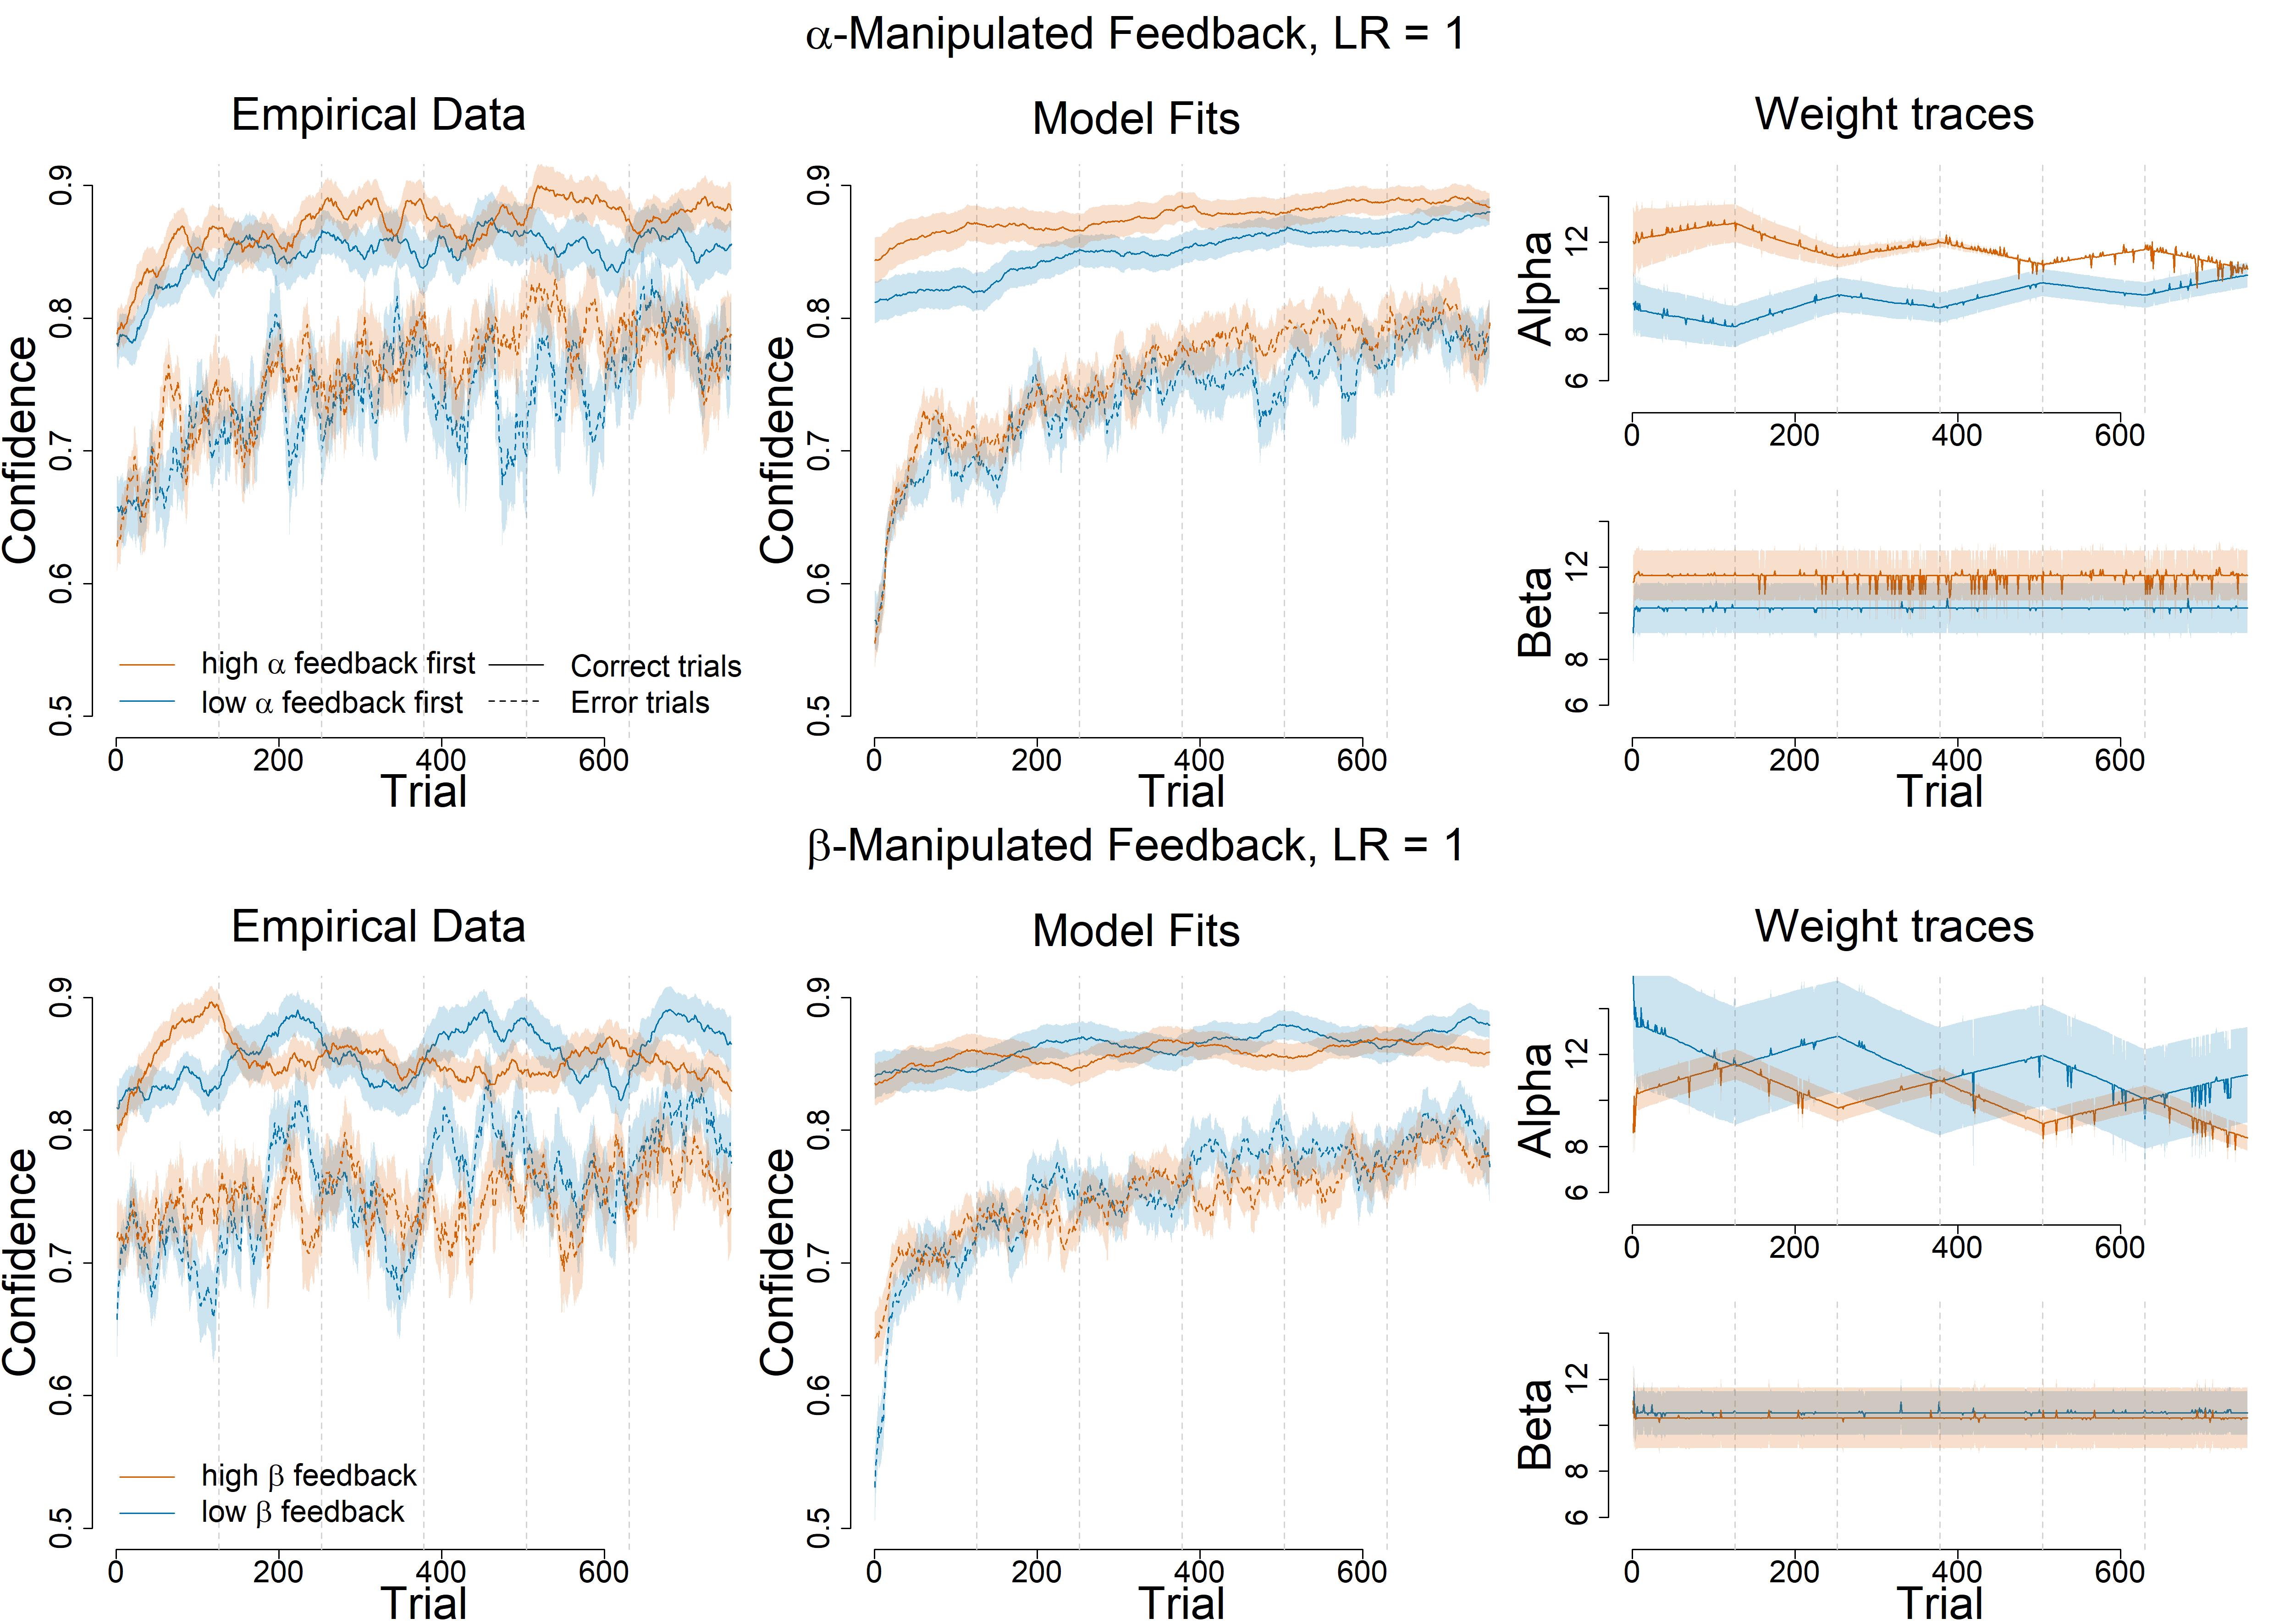 α-Manipulated Feedback, LR = 1
Empirical Data
Model Fits
Weight traces
Confidence
0.5 0.6 0.7 0.8 0.9
high α feedback first
low α feedback first
Correct trials
Error trials
0 200 400 600
Trial
Confidence
0.5 0.6 0.7 0.8 0.9
0 200 400 600
Trial
Alpha
6 8 12
0 200 400 600
Beta
6 8 12
0 200 400 600
Trial
β-Manipulated Feedback, LR = 1
Empirical Data
Model Fits
Weight traces
Confidence
0.5 0.6 0.7 0.8 0.9
high β feedback
low β feedback
0 200 400 600
Trial
Confidence
0.5 0.6 0.7 0.8 0.9
0 200 400 600
Trial
Alpha
6 8 12
0 200 400 600
Beta
6 8 12
0 200 400 600
Trial